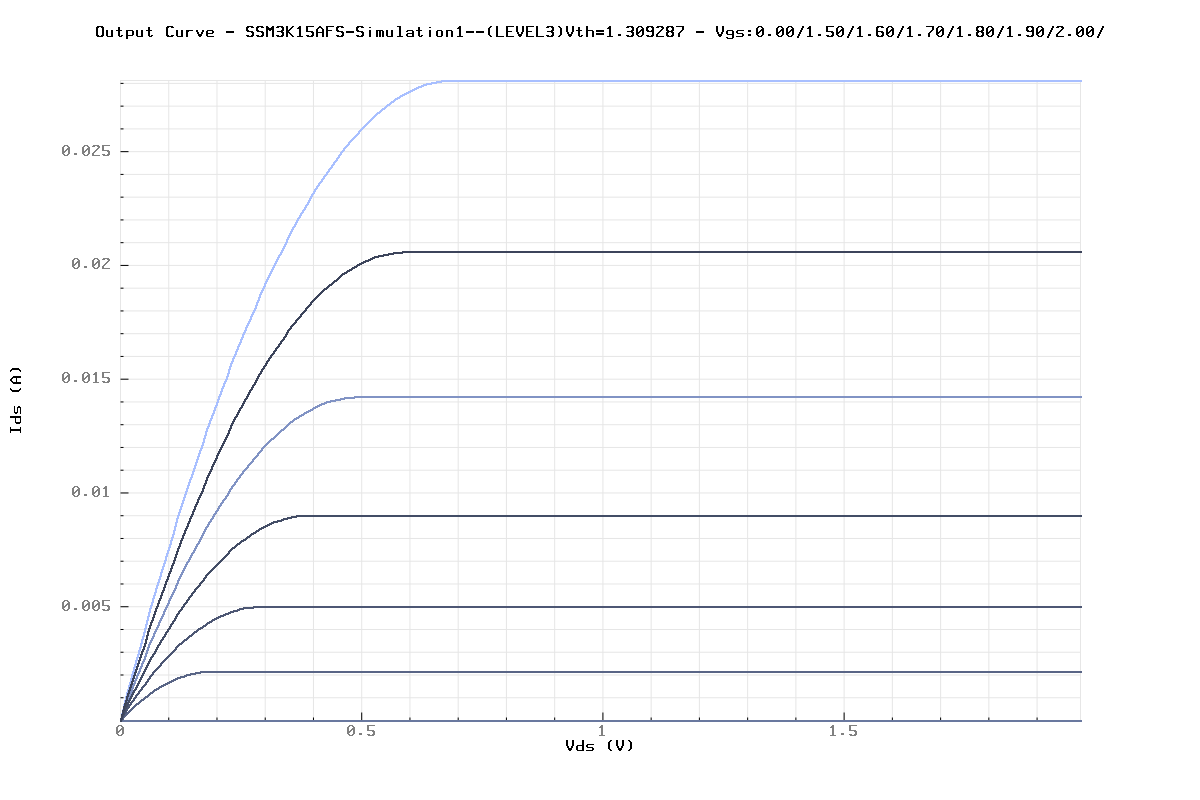 Output Curve - SSM3K15AFS-Simulation1--(LEVEL3)Vth=1.309287 - Vgs:0.00/1.50/1.60/1.70/1.80/1.90/2.00/
0.025
0.02
0.015
0.01
0.005
Ids (A)
0 0.5 1 1.5
Vds (V)